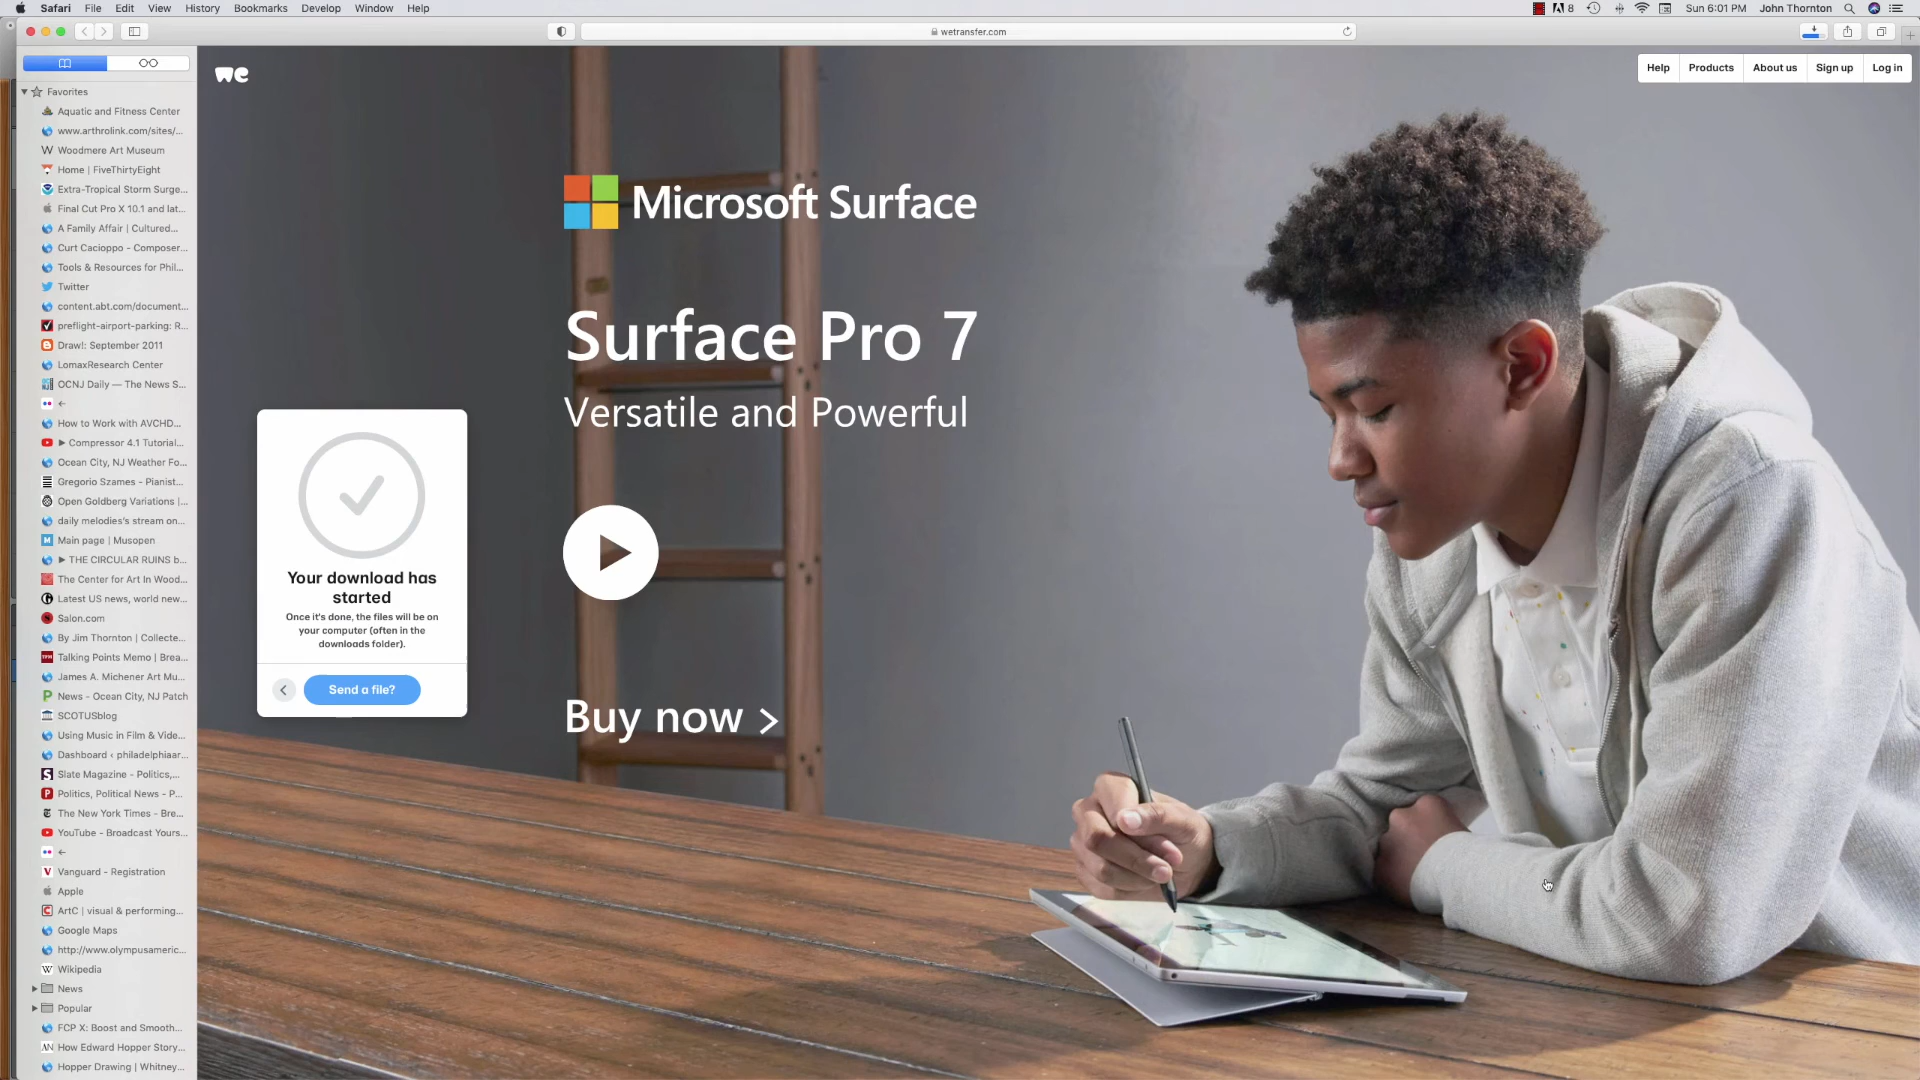 Safari File Edit View History Bookmarks Develop Window Help
8 Sun 6:01 PM John Thornton
wetransfer.com
Favorites
Aquatic and Fitness Center
www.arthrolink.com/sites/...
Woodmere Art Museum
Home | FiveThirtyEight
Extra-Tropical Storm Surge...
Final Cut Pro X 10.1 and lat...
A Family Affair | Cultured...
Curt Cacioppo - Composer...
Tools & Resources for Phil...
Twitter
content.abt.com/document...
preflight-airport-parking: R...
Draw!: September 2011
LomaxResearch Center
OCNJ Daily — The News S...
←
How to Work with AVCHD...
► Compressor 4.1 Tutorial...
Ocean City, NJ Weather Fo...
Gregorio Szames - Pianist...
Open Goldberg Variations |...
daily melodies's stream on...
Main page | Musopen
► THE CIRCULAR RUINS b...
The Center for Art In Wood...
Latest US news, world new...
Salon.com
By Jim Thornton | Collecte...
Talking Points Memo | Brea...
James A. Michener Art Mu...
News - Ocean City, NJ Patch
SCOTUSblog
Using Music in Film & Vide...
Dashboard ‹ philadelphiaar...
Slate Magazine - Politics,...
Politics, Political News - P...
The New York Times - Bre...
YouTube - Broadcast Yours...
←
Vanguard - Registration
Apple
ArtC | visual & performing...
Google Maps
http://www.olympusameric...
Wikipedia
News
Popular
FCP X: Boost and Smooth...
How Edward Hopper Story...
Hopper Drawing | Whitney...
we
Help Products About us Sign up Log in
Microsoft Surface
Surface Pro 7
Versatile and Powerful
Buy now >
Your download has
started
Once it's done, the files will be on
your computer (often in the
downloads folder).
Send a file?